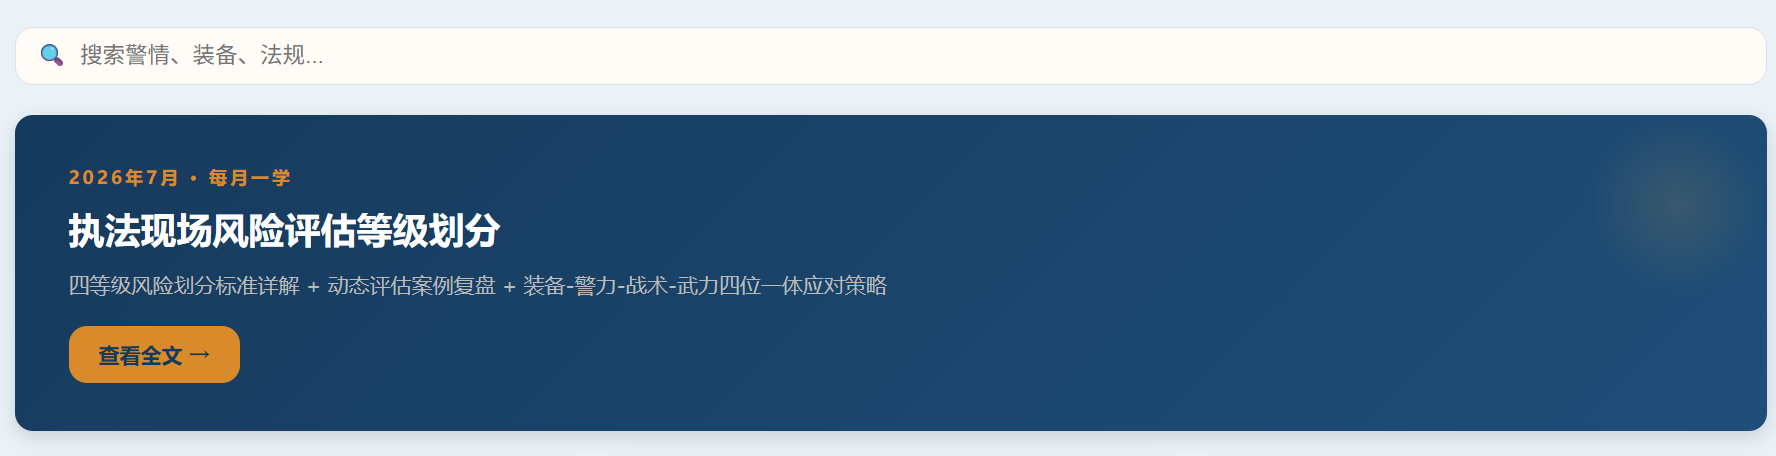 搜索警情、装备、法规...
2026年7月 · 每月一学
执法现场风险评估等级划分
四等级风险划分标准详解 + 动态评估案例复盘 + 装备-警力-战术-武力四位一体应对策略
查看全文 →